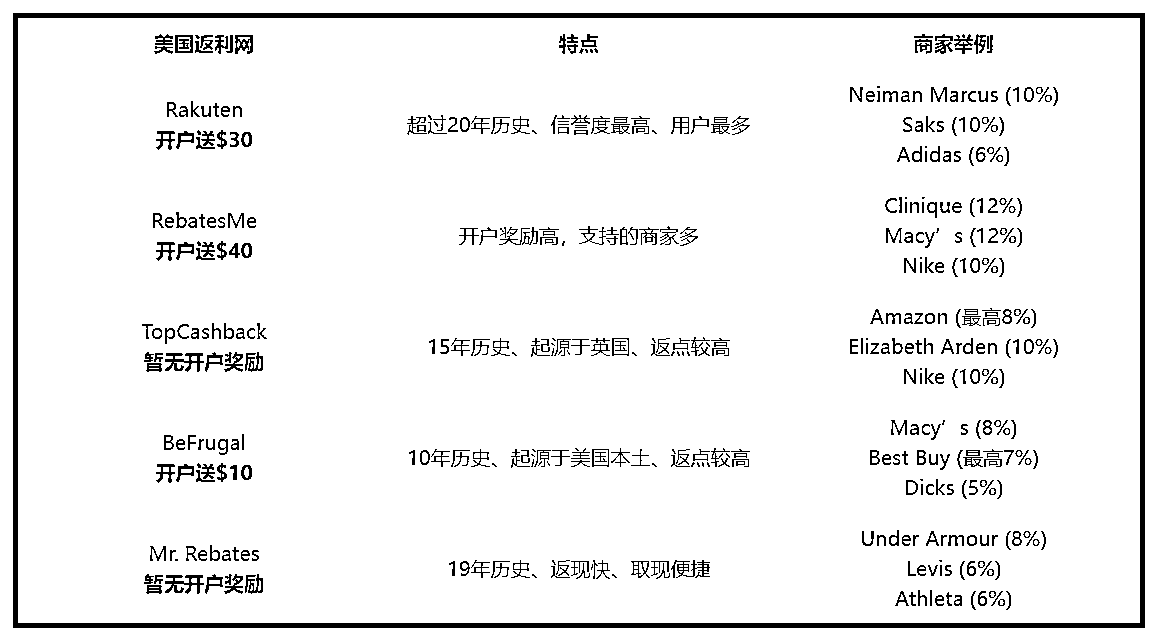 美国返利网 特点 商家举例
Rakuten
开户送$30
超过20年历史、信誉度最高、用户最多
Neiman Marcus (10%)
Saks (10%)
Adidas (6%)
RebatesMe
开户送$40
开户奖励高，支持的商家多
Clinique (12%)
Macy’s (12%)
Nike (10%)
TopCashback
暂无开户奖励
15年历史、起源于英国、返点较高
Amazon (最高8%)
Elizabeth Arden (10%)
Nike (10%)
BeFrugal
开户送$10
10年历史、起源于美国本土、返点较高
Macy’s (8%)
Best Buy (最高7%)
Dicks (5%)
Mr. Rebates
暂无开户奖励
19年历史、返现快、取现便捷
Under Armour (8%)
Levis (6%)
Athleta (6%)